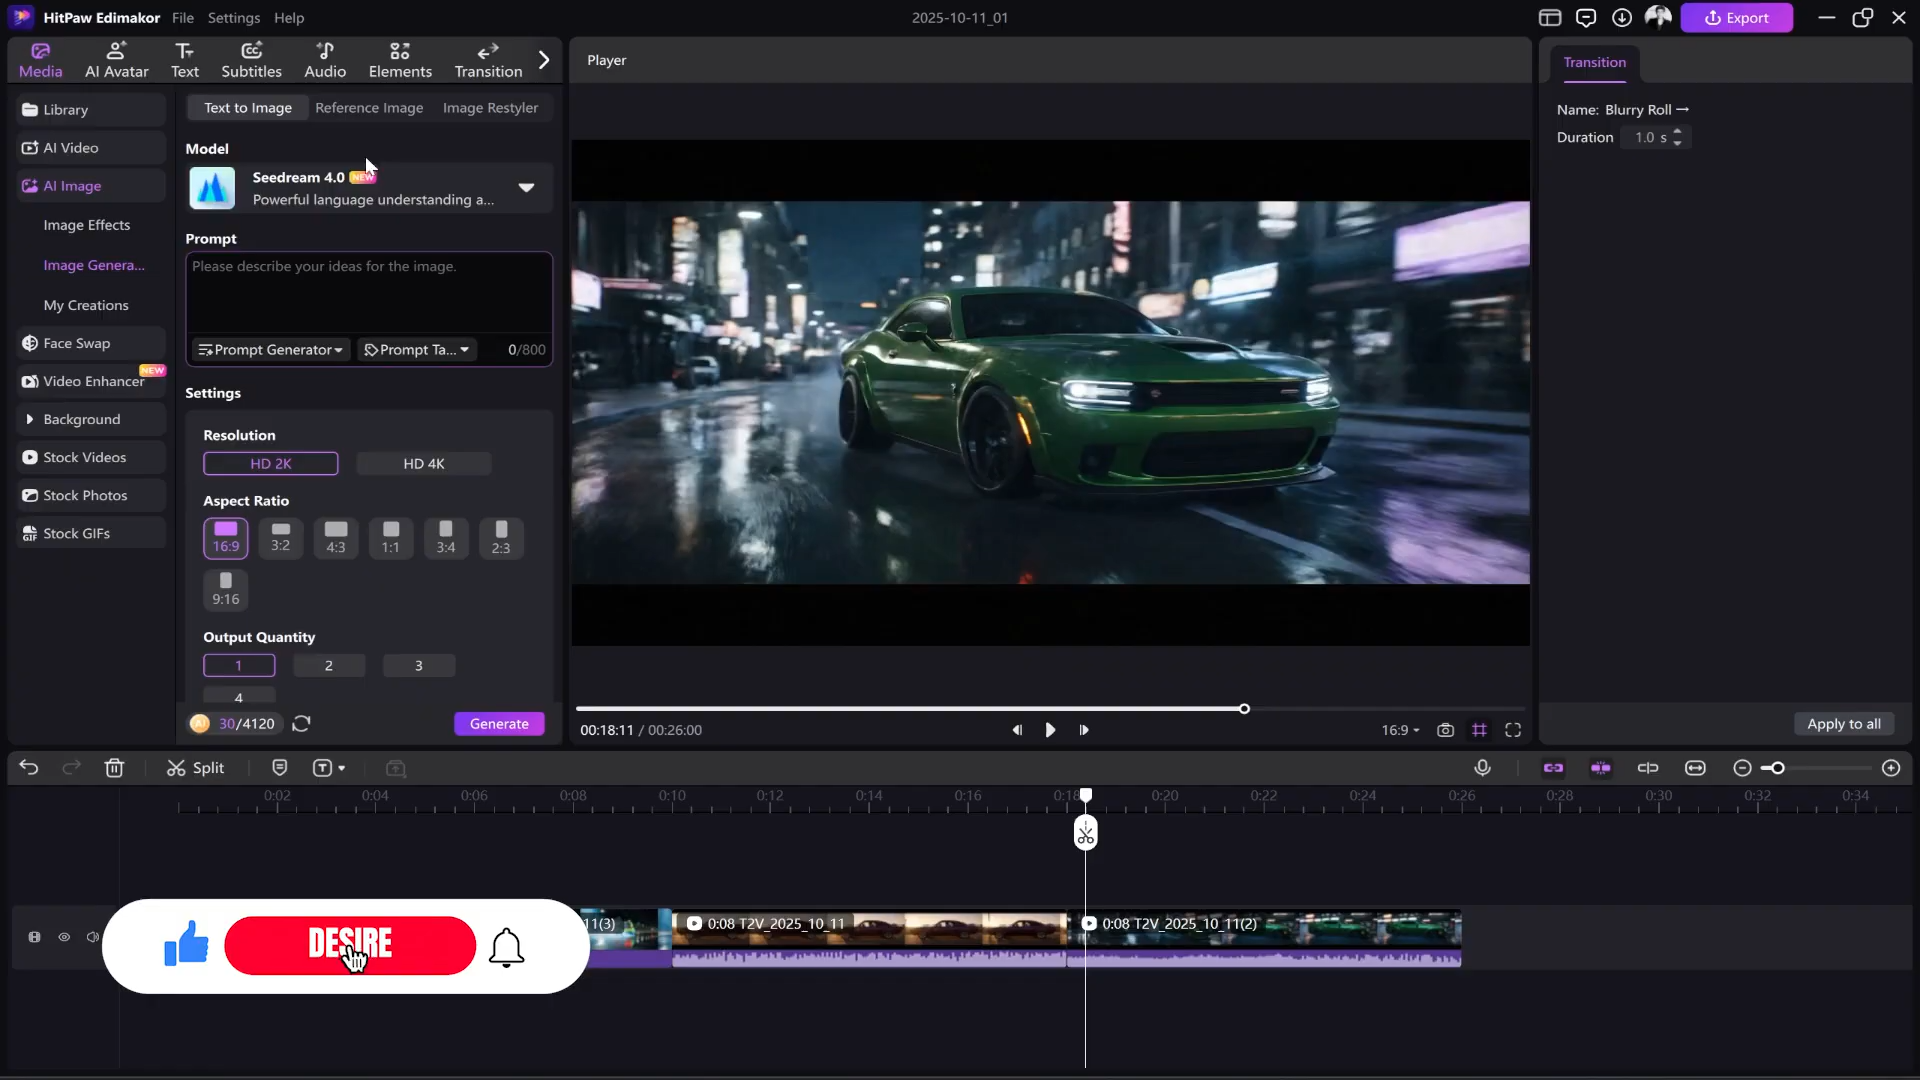 HitPaw Edimakor File Settings Help
2025-10-11_01
Export
Media AI Avatar Text Subtitles Audio Elements Transition
Library
AI Video
AI Image
Image Effects
Image Genera...
My Creations
Face Swap
Video Enhancer NEW
Background
Stock Videos
Stock Photos
GIF Stock GIFs
Text to Image Reference Image Image Restyler
Model
Seedream 4.0 NEW
Powerful language understanding a...
Prompt
Please describe your ideas for the image.
Prompt Generator Prompt Ta... 0/800
Settings
Resolution
HD 2K HD 4K
Aspect Ratio
16:9 3:2 4:3 1:1 3:4 2:3
9:16
Output Quantity
1 2 3
4
AI 30/4120 Generate
Player
00:18:11 / 00:26:00 16:9
Transition
Name: Blurry Roll →
Duration 1.0 s
Apply to all
Split
0:02 0:04 0:06 0:08 0:10 0:12 0:14 0:16 0:18 0:20 0:22 0:24 0:26 0:28 0:30 0:32 0:34
11(3) 0:08 T2V_2025_10_11 0:08 T2V_2025_10_11(2)
DESIRE